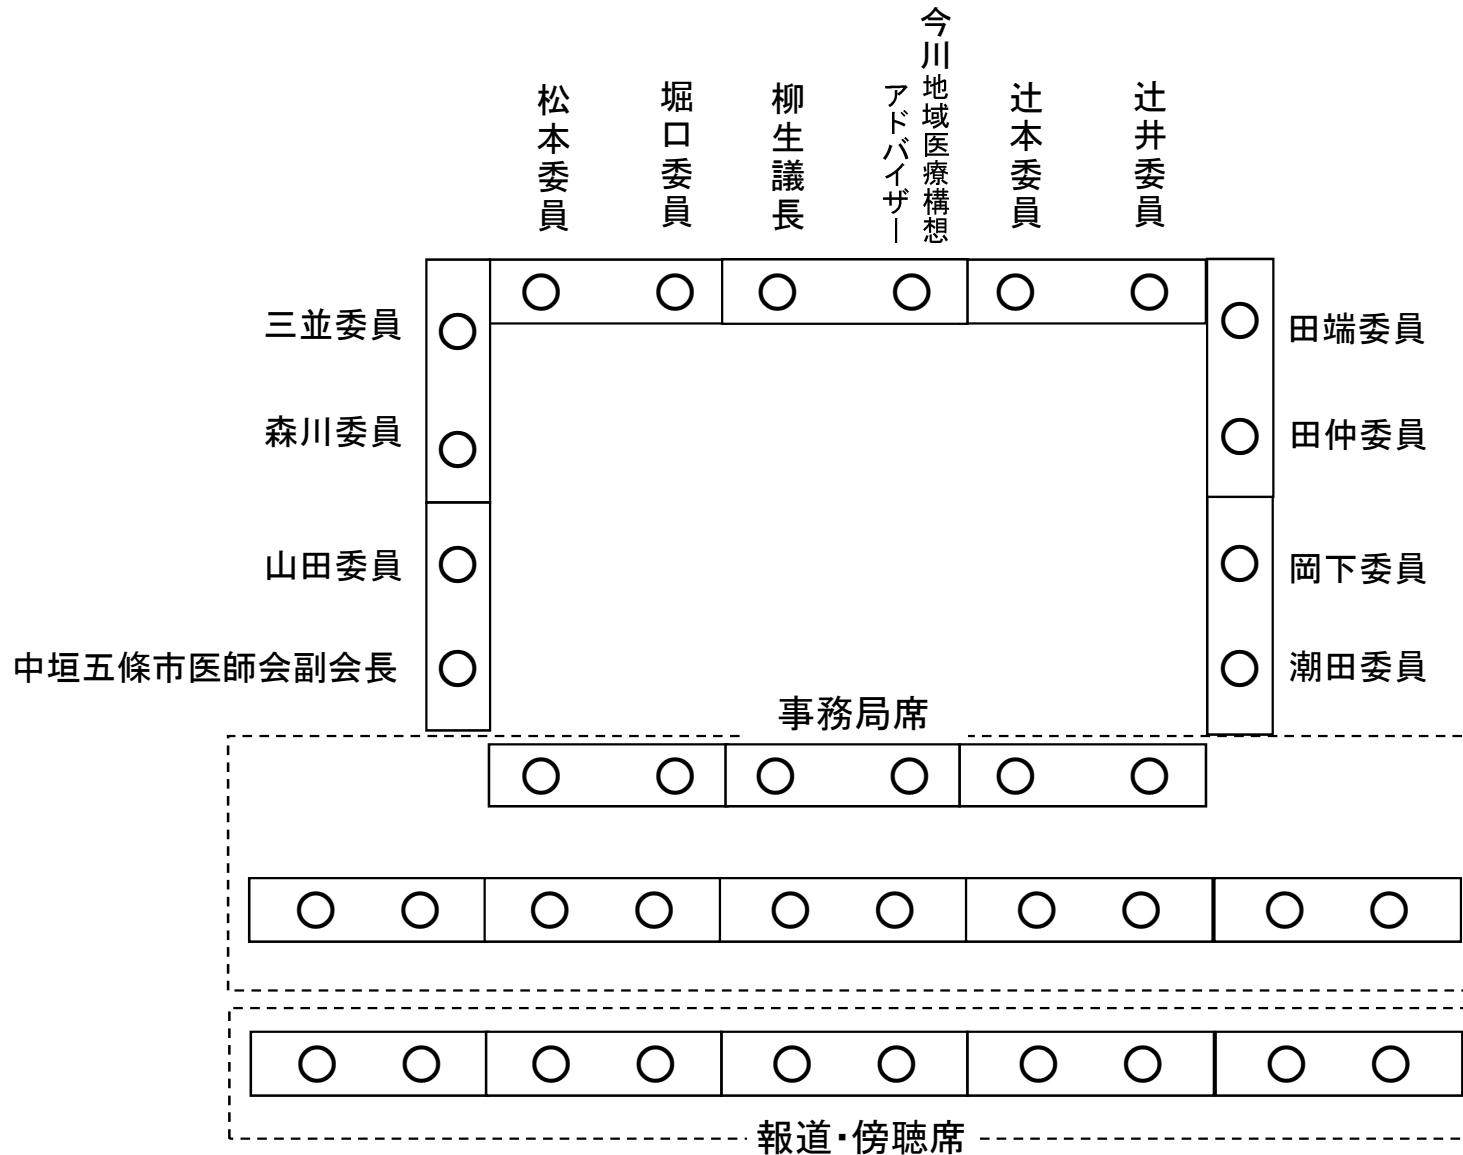 松本委員
堀口委員
柳生議長
今川地域医療構想
アドバイザー
辻本委員
辻井委員
三並委員
田端委員
森川委員
田仲委員
山田委員
岡下委員
中垣五條市医師会副会長
潮田委員
事務局席
報道・傍聴席